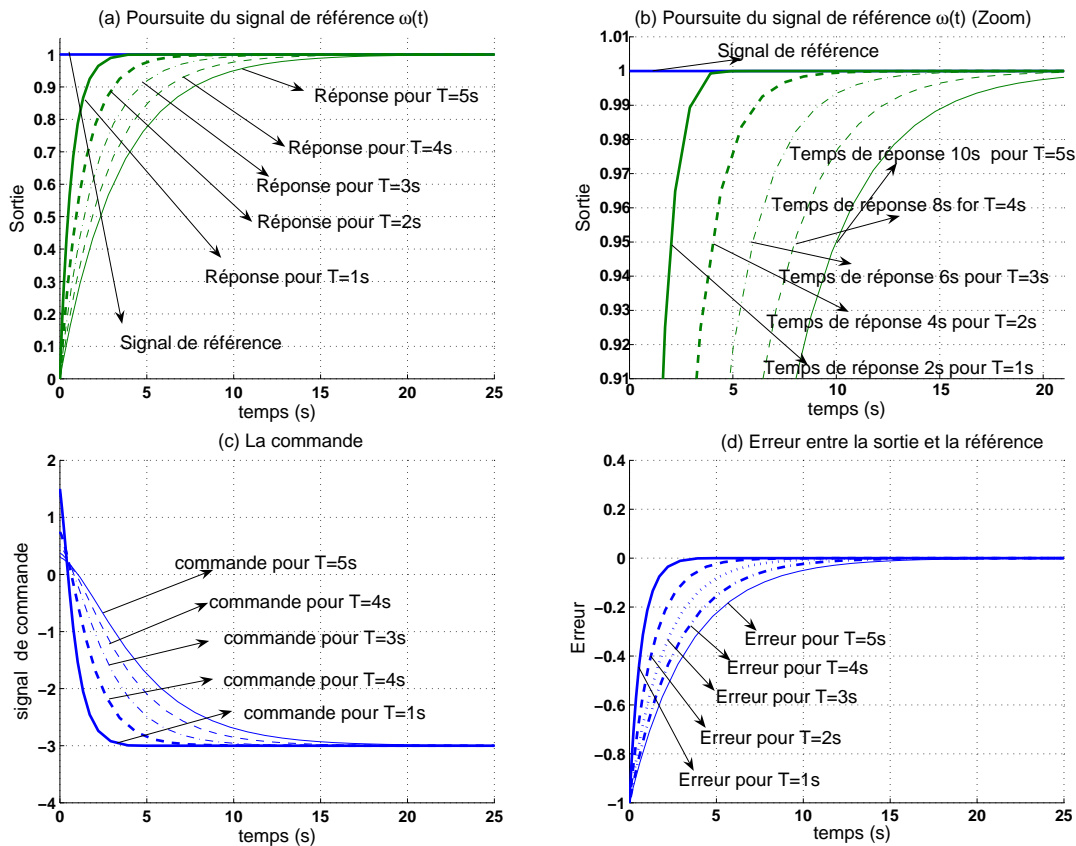 (a) Poursuite du signal de référence ω(t)
1
0.9
0.8
0.7
0.6
0.5
0.4
0.3
0.2
0.1
0
Sortie
Réponse pour T=5s
Réponse pour T=4s
Réponse pour T=3s
Réponse pour T=2s
Réponse pour T=1s
Signal de référence
0 5 10 15 20 25
temps (s)
(b) Poursuite du signal de référence ω(t) (Zoom)
1.01
1
0.99
0.98
0.97
0.96
0.95
0.94
0.93
0.92
0.91
Sortie
Signal de référence
Temps de réponse 10s pour T=5s
Temps de réponse 8s for T=4s
Temps de réponse 6s pour T=3s
Temps de réponse 4s pour T=2s
Temps de réponse 2s pour T=1s
0 5 10 15 20
temps (s)
(c) La commande
2
1
0
−1
−2
−3
−4
signal de commande
commande pour T=5s
commande pour T=4s
commande pour T=3s
commande pour T=4s
commande pour T=1s
0 5 10 15 20 25
temps (s)
(d) Erreur entre la sortie et la référence
0.4
0.2
0
−0.2
−0.4
−0.6
−0.8
−1
Erreur
Erreur pour T=5s
Erreur pour T=4s
Erreur pour T=3s
Erreur pour T=2s
Erreur pour T=1s
0 5 10 15 20 25
temps (s)